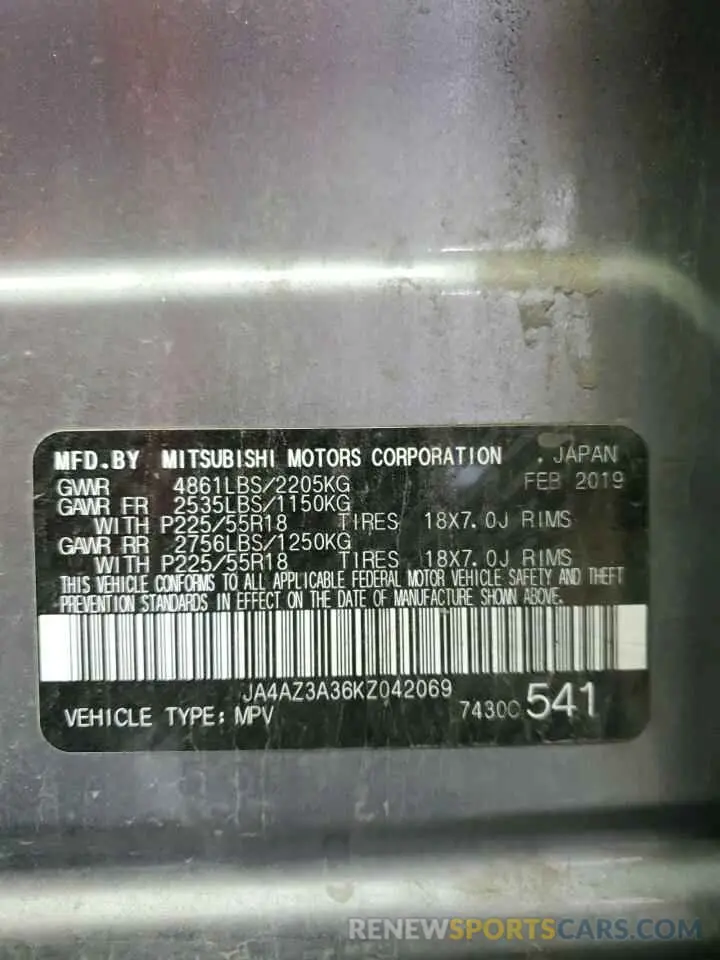 MFD.BY MITSUBISHI MOTORS CORPORATION . JAPAN
GWR 4861LBS/2205KG FEB 2019
GAWR FR 2535LBS/1150KG
WITH P225/55R18 TIRES 18X7.0J RIMS
GAWR RR 2756LBS/1250KG
WITH P225/55R18 TIRES 18X7.0J RIMS
THIS VEHICLE CONFORMS TO ALL APPLICABLE FEDERAL MOTOR VEHICLE SAFETY AND THEFT
PREVENTION STANDARDS IN EFFECT ON THE DATE OF MANUFACTURE SHOWN ABOVE.
JA4AZ3A36KZ042069
VEHICLE TYPE: MPV 7430C 541
RENEWSPORTSCARS.COM